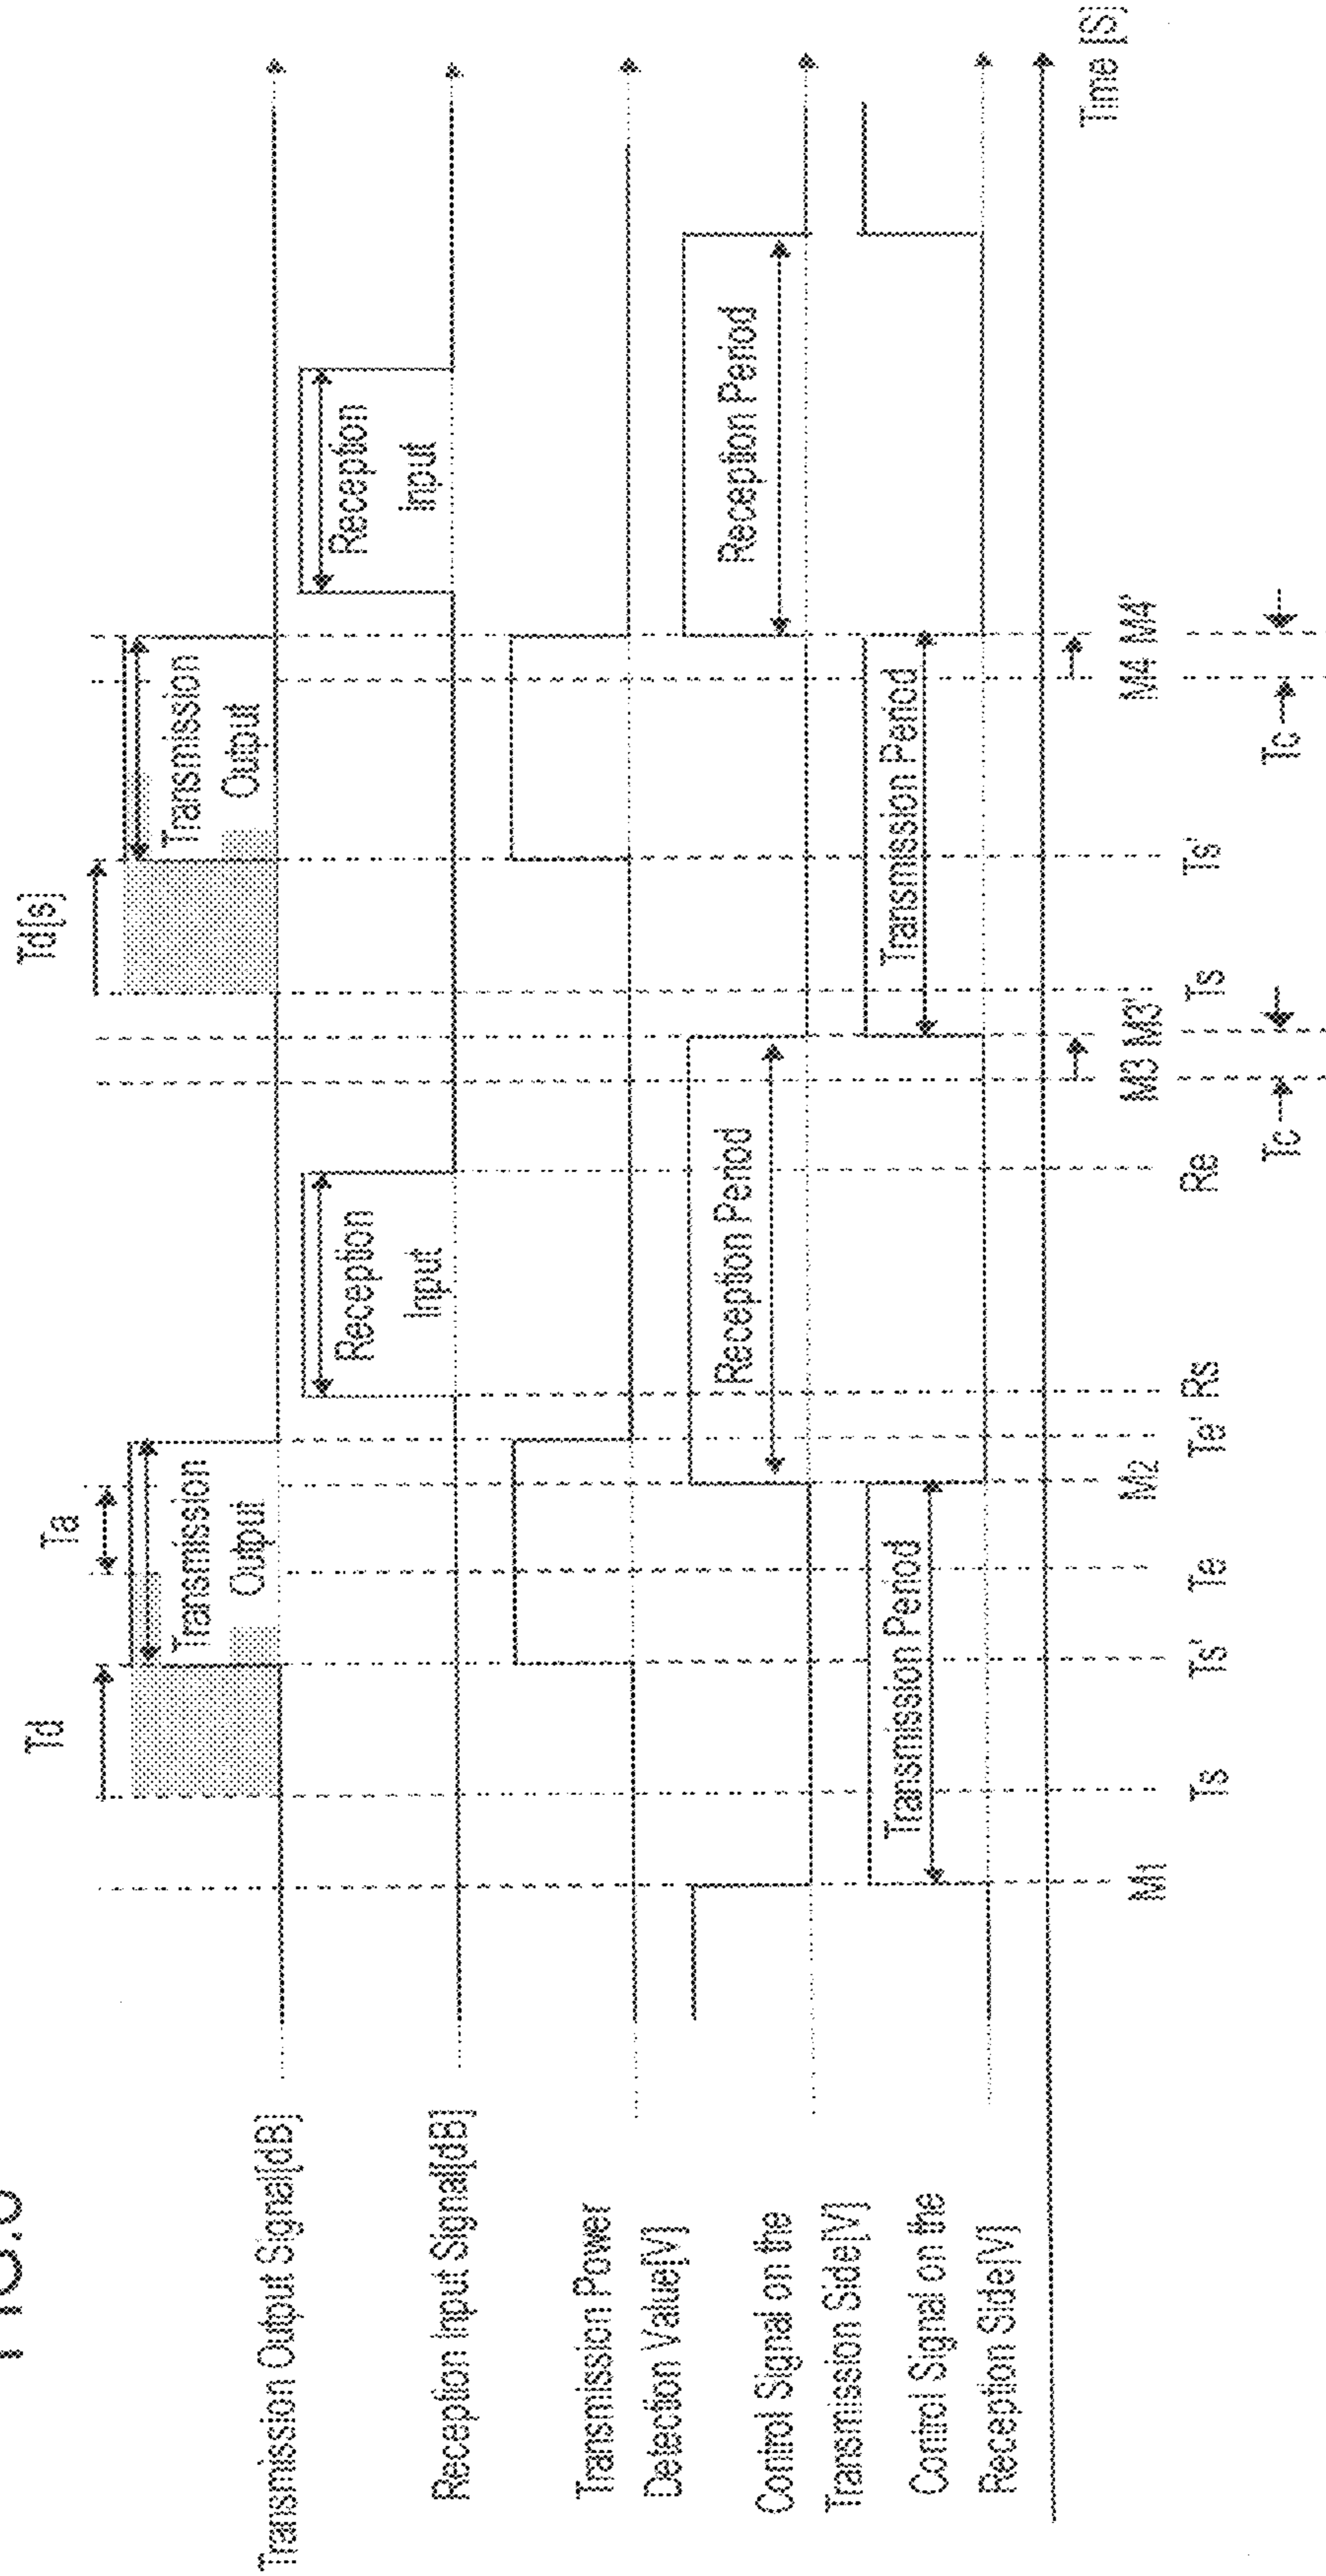 Td
Ta
Td[s]
Transmission Output Signal[dB]
Transmission
Output
Transmission
Output
Reception Input Signal[dB]
Reception
Input
Reception
Input
Transmission Power
Detection Value[V]
Control Signal on the
Transmission Side[V]
Reception Period
Reception Period
Control Signal on the
Reception Side[V]
Transmission Period
Transmission Period
Time [S]
M1
M2
M3 M3'
M4 M4'
Ts
Ts'
Te
Te'
Rs
Re
Ts
Ts'
Tc
Tc